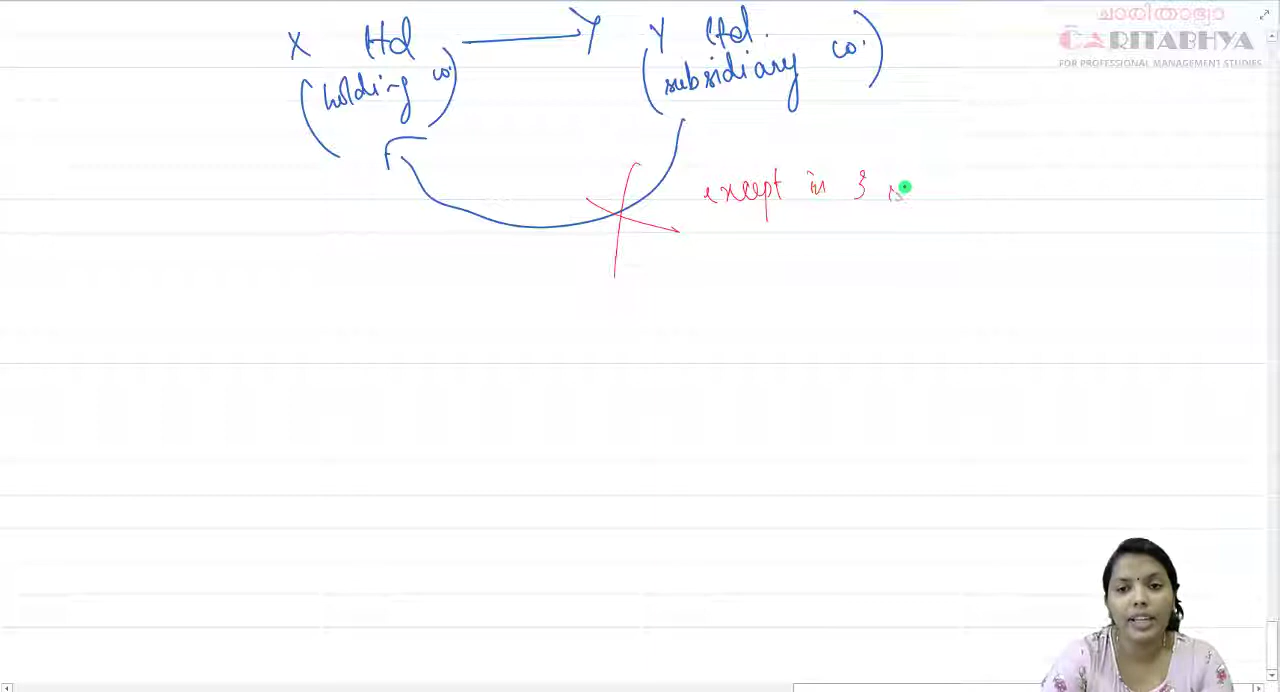 X Ltd
Y Ltd.
(holding co.)
(subsidiary co.)
except in 3
ചാരിതാഭ്യാ
CARITABHYA
FOR PROFESSIONAL MANAGEMENT STUDIES